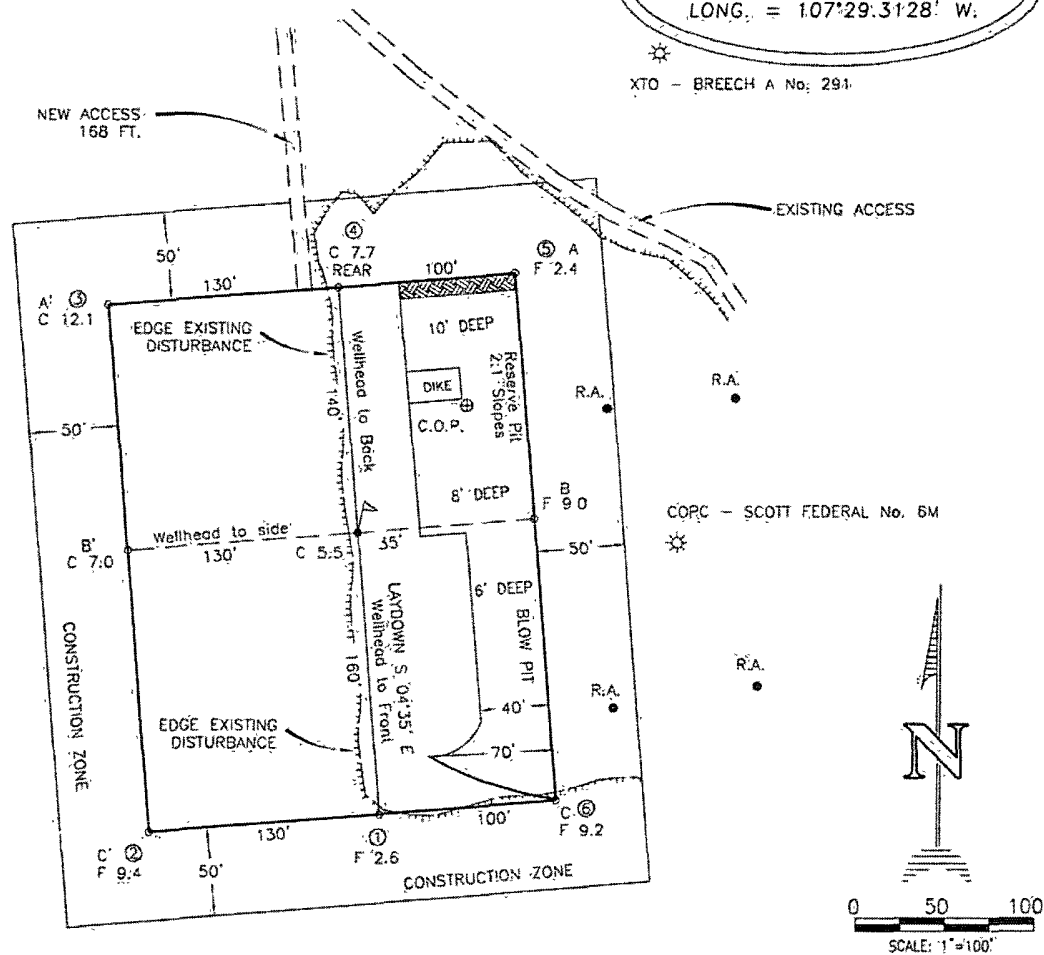 LONG. = 107°29.3128' W.
XTO - BREECH A No. 291
NEW ACCESS
168 FT.
EXISTING ACCESS
④
C 7.7
REAR
⑤ A
F 2.4
50'
130'
100'
A' ③
C 12.1
EDGE EXISTING
DISTURBANCE
10' DEEP
DIKE
C.O.P.
Reserve Pit
2:1 Slopes
Wellhead to Back
140'
R.A.
R.A.
50'
8' DEEP
B
F 9.0
COPC - SCOTT FEDERAL No. 6M
Wellhead to side
B'
C 7.0
130'
C 5.5
35'
50'
6' DEEP
BLOW PIT
LAYDOWN S 04°35' E
Wellhead to Front
160'
CONSTRUCTION ZONE
R.A.
R.A.
40'
EDGE EXISTING
DISTURBANCE
70'
N
C ⑥
F 9.2
C' ②
F 9.4
130'
①
F 2.6
100'
50'
CONSTRUCTION ZONE
0 50 100
SCALE: 1"=100'